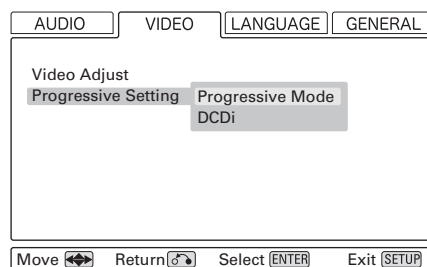 AUDIO VIDEO LANGUAGE GENERAL
Video Adjust
Progressive Setting Progressive Mode
DCDi
Move Return Select ENTER Exit SETUP